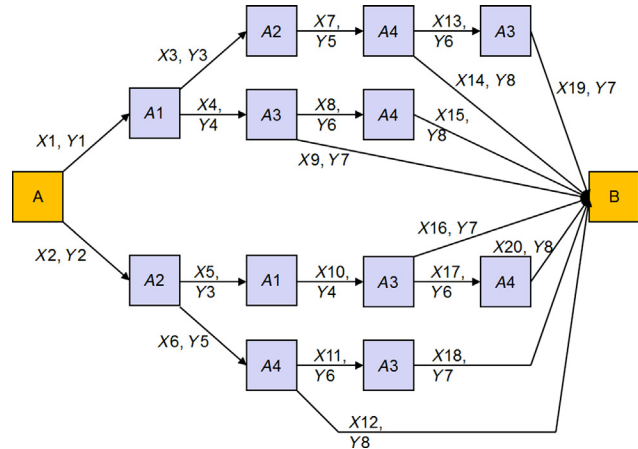 A2
X7,
Y5
A4
X13,
Y6
A3
X3, Y3
X14, Y8
X19, Y7
A1
X4,
Y4
A3
X8,
Y6
A4
X15,
Y8
X1, Y1
X9, Y7
A
B
X2, Y2
X16, Y7
X20, Y8
A2
X5,
Y3
A1
X10,
Y4
A3
X17,
Y6
A4
X6, Y5
A4
X11,
Y6
A3
X18,
Y7
X12,
Y8